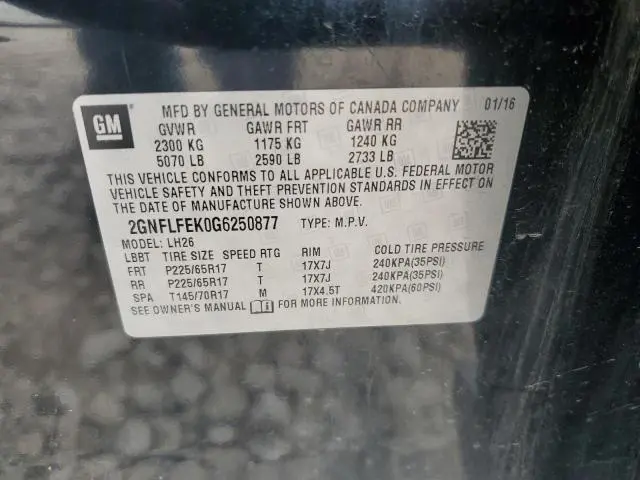 GM
MFD BY GENERAL MOTORS OF CANADA COMPANY 01/16
GVWR GAWR FRT GAWR RR
2300 KG 1175 KG 1240 KG
5070 LB 2590 LB 2733 LB
THIS VEHICLE CONFORMS TO ALL APPLICABLE U.S. FEDERAL MOTOR
VEHICLE SAFETY AND THEFT PREVENTION STANDARDS IN EFFECT ON
THE DATE OF MANUFACTURE SHOWN ABOVE.
2GNFLFEK0G6250877 TYPE: M.P.V.
MODEL: LH26
LBBT TIRE SIZE SPEED RTG RIM COLD TIRE PRESSURE
FRT P225/65R17 T 17X7J 240KPA(35PSI)
RR P225/65R17 T 17X7J 240KPA(35PSI)
SPA T145/70R17 M 17X4.5T 420KPA(60PSI)
SEE OWNER'S MANUAL FOR MORE INFORMATION.